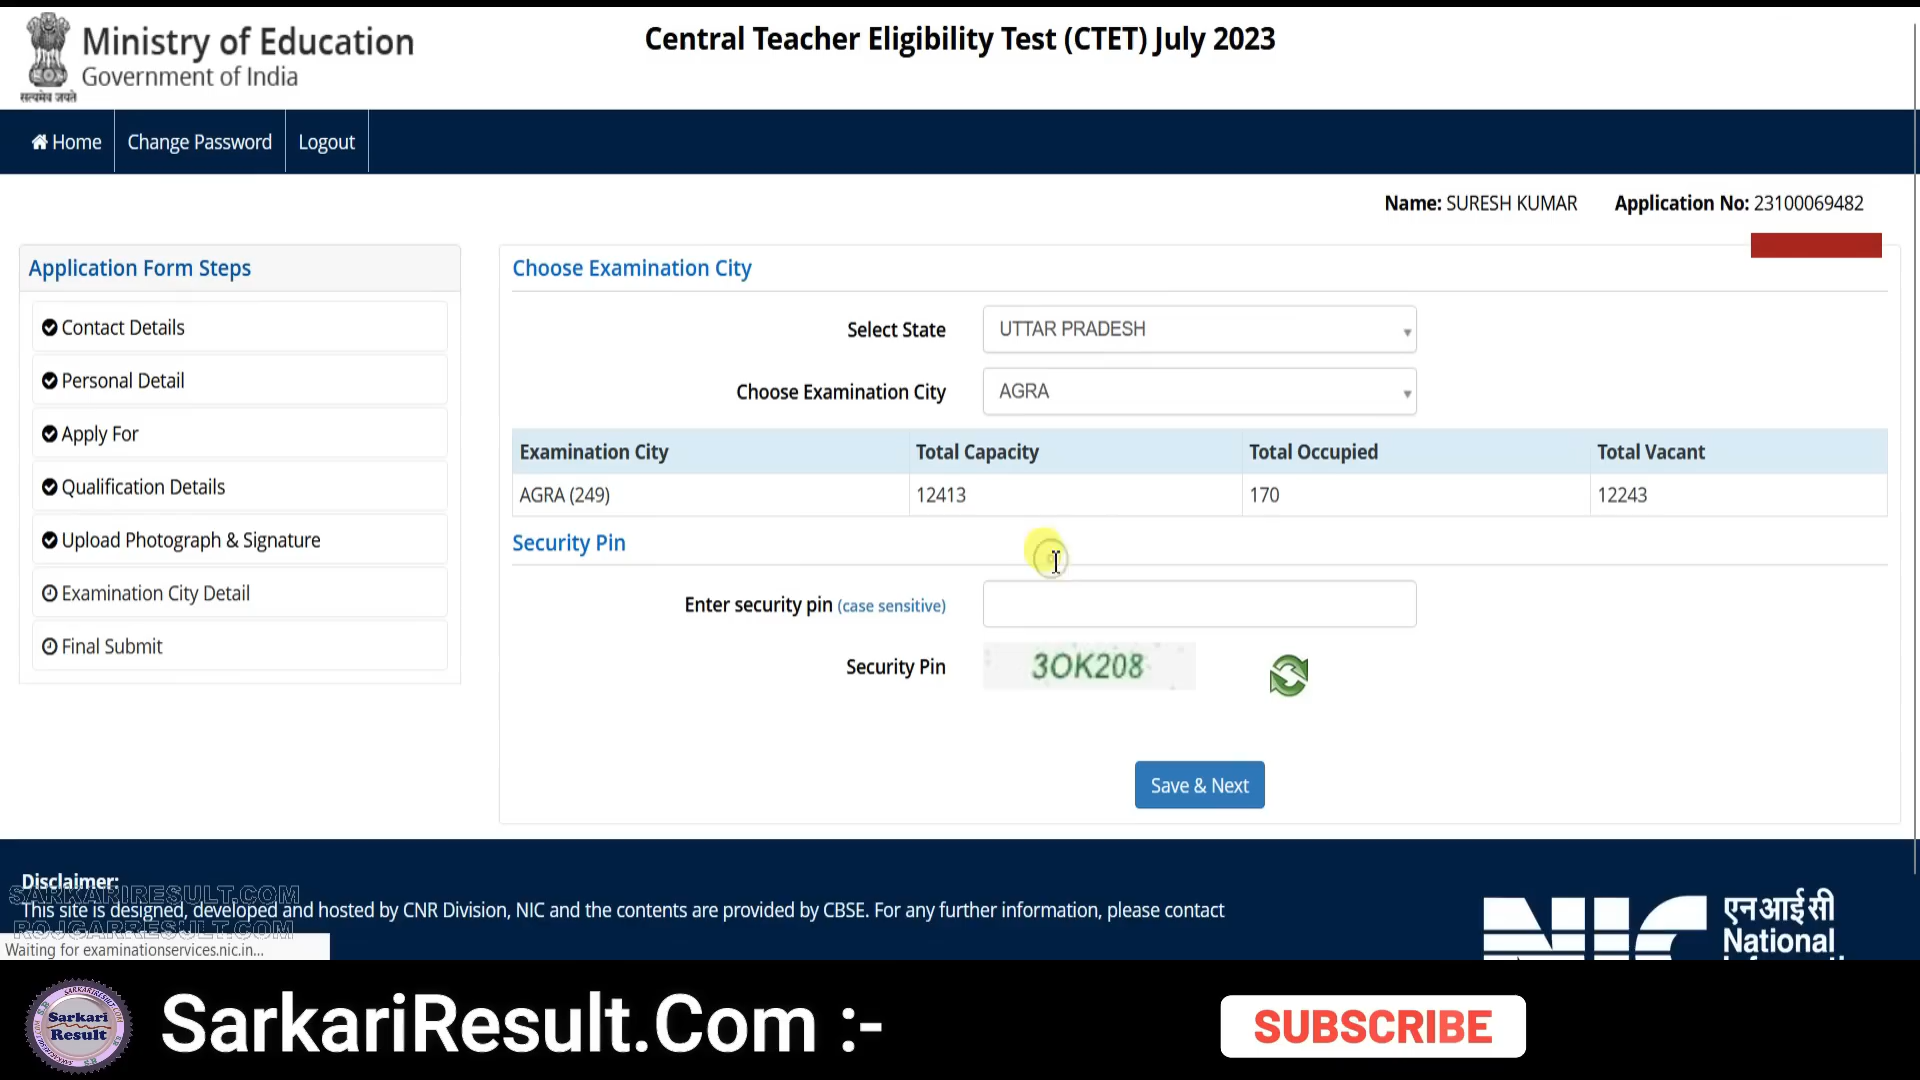 Ministry of Education
Government of India
सत्यमेव जयते
Central Teacher Eligibility Test (CTET) July 2023
Home Change Password Logout
Name: SURESH KUMAR Application No: 23100069482
Application Form Steps
Contact Details
Personal Detail
Apply For
Qualification Details
Upload Photograph & Signature
Examination City Detail
Final Submit
Choose Examination City
Select State UTTAR PRADESH
Choose Examination City AGRA
Examination City Total Capacity Total Occupied Total Vacant
AGRA (249) 12413 170 12243
Security Pin
Enter security pin (case sensitive)
Security Pin 3OK208
Save & Next
Disclaimer:
SARKARIRESULT.COM
This site is designed, developed and hosted by CNR Division, NIC and the contents are provided by CBSE. For any further information, please contact
ROJGARRESULT.COM
Waiting for examinationservices.nic.in...
NIC
एनआईसी
National
Sarkari
Result
SarkariResult.Com :-
SUBSCRIBE